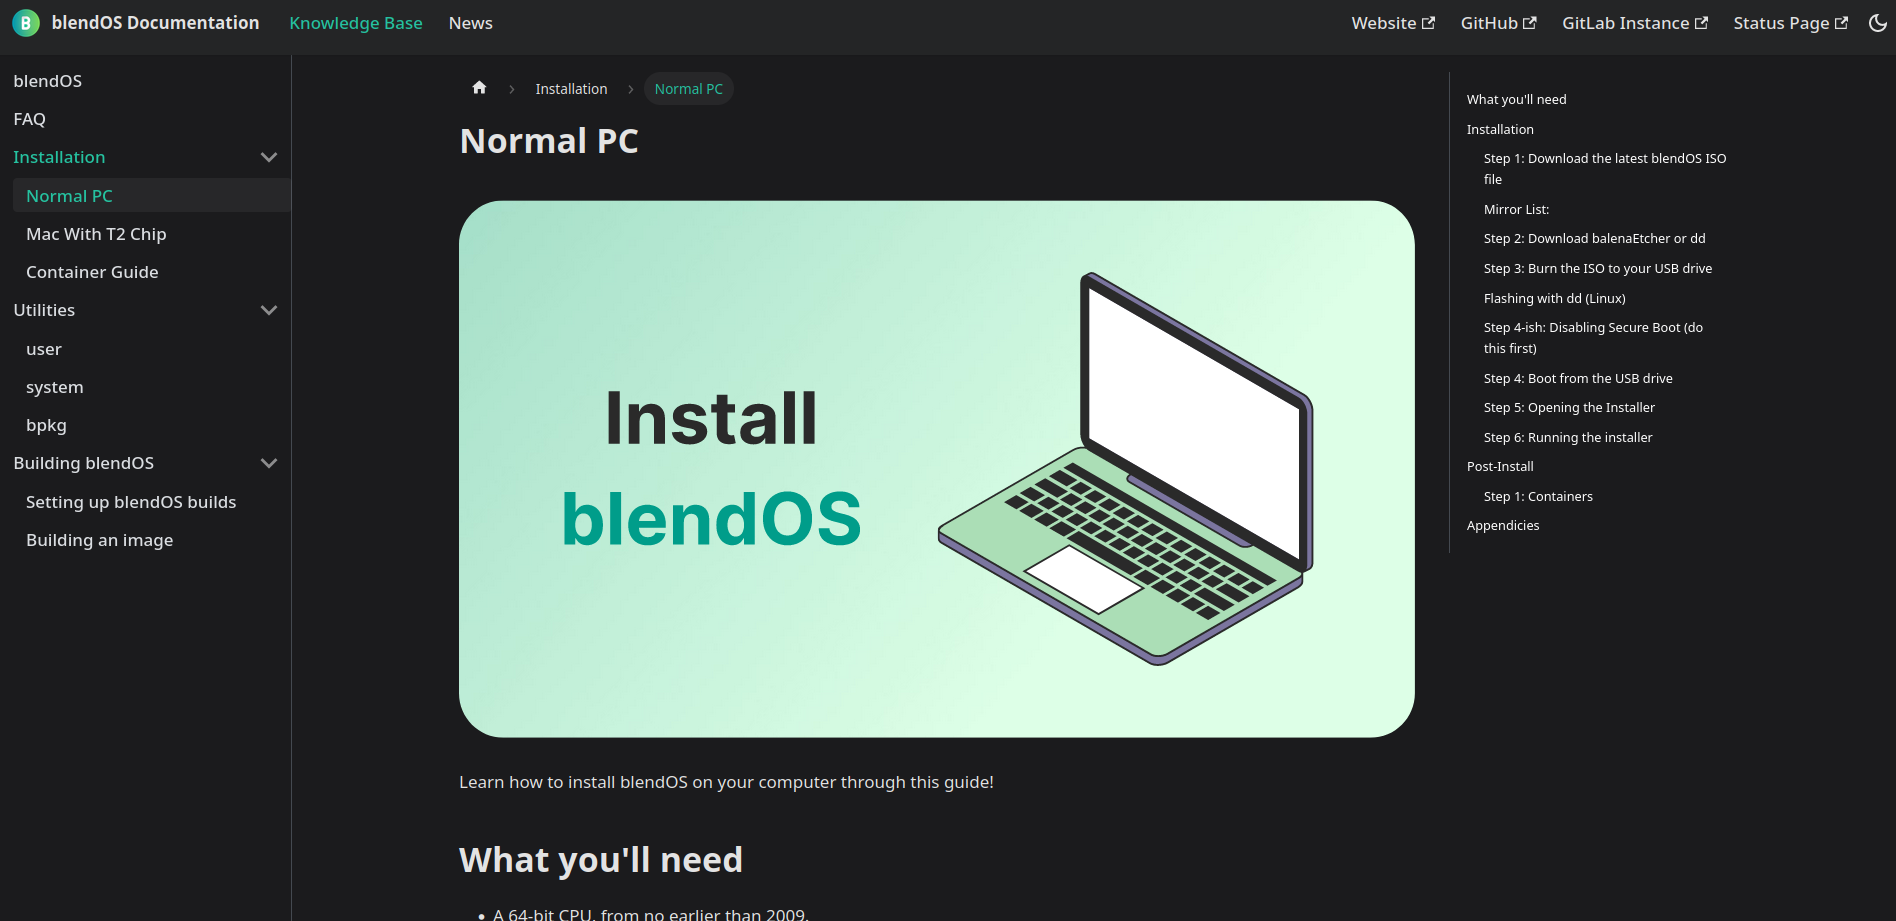 blendOS Documentation
Knowledge Base
News
Website
GitHub
GitLab Instance
Status Page
blendOS
FAQ
Installation
Normal PC
Mac With T2 Chip
Container Guide
Utilities
user
system
bpkg
Building blendOS
Setting up blendOS builds
Building an image
Installation
Normal PC
Normal PC
Install
blendOS
Learn how to install blendOS on your computer through this guide!
What you'll need
A 64-bit CPU, from no earlier than 2009.
What you'll need
Installation
Step 1: Download the latest blendOS ISO
file
Mirror List:
Step 2: Download balenaEtcher or dd
Step 3: Burn the ISO to your USB drive
Flashing with dd (Linux)
Step 4-ish: Disabling Secure Boot (do
this first)
Step 4: Boot from the USB drive
Step 5: Opening the Installer
Step 6: Running the installer
Post-Install
Step 1: Containers
Appendicies